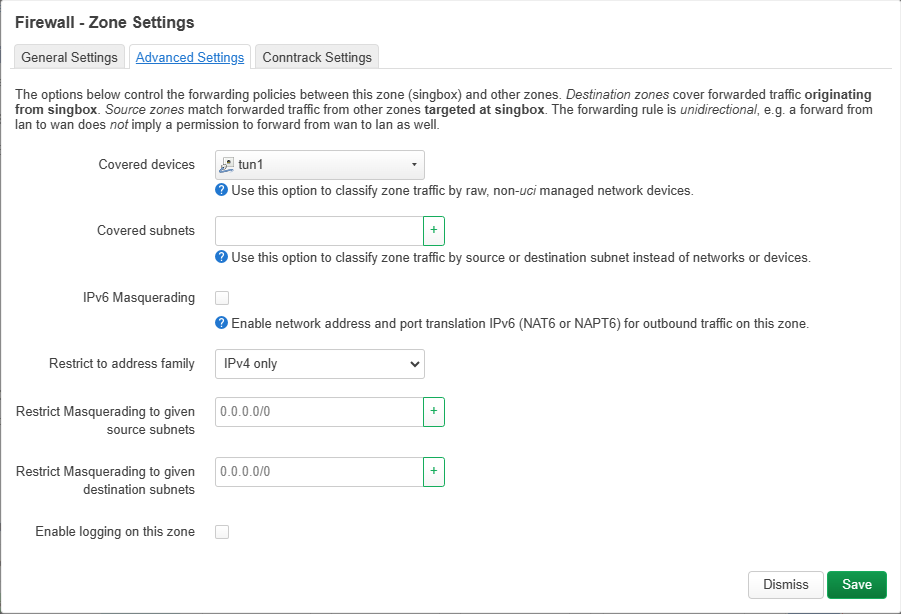 Firewall - Zone Settings
General Settings Advanced Settings Conntrack Settings
The options below control the forwarding policies between this zone (singbox) and other zones. Destination zones cover forwarded traffic originating
from singbox. Source zones match forwarded traffic from other zones targeted at singbox. The forwarding rule is unidirectional, e.g. a forward from
lan to wan does not imply a permission to forward from wan to lan as well.
Covered devices
tun1
Use this option to classify zone traffic by raw, non-uci managed network devices.
Covered subnets
+
Use this option to classify zone traffic by source or destination subnet instead of networks or devices.
IPv6 Masquerading
Enable network address and port translation IPv6 (NAT6 or NAPT6) for outbound traffic on this zone.
Restrict to address family
IPv4 only
Restrict Masquerading to given
source subnets
0.0.0.0/0 +
Restrict Masquerading to given
destination subnets
0.0.0.0/0 +
Enable logging on this zone
Dismiss Save